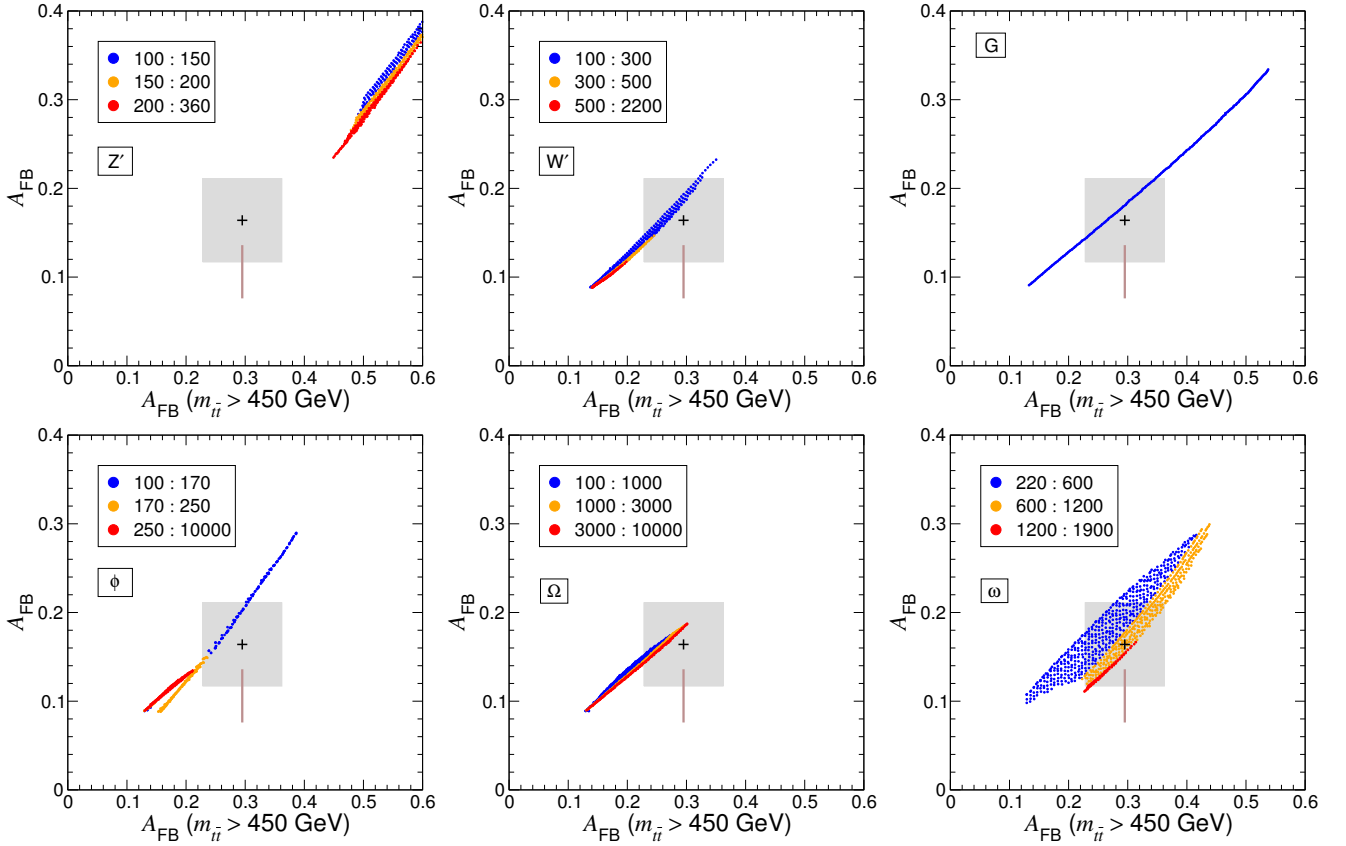 0.4
0.3
0.2
0.1
0
A_FB
100 : 150
150 : 200
200 : 360
Z′
0 0.1 0.2 0.3 0.4 0.5 0.6
A_FB (m_tt̄ > 450 GeV)
0.4
0.3
0.2
0.1
0
A_FB
100 : 300
300 : 500
500 : 2200
W′
0 0.1 0.2 0.3 0.4 0.5 0.6
A_FB (m_tt̄ > 450 GeV)
0.4
0.3
0.2
0.1
0
A_FB
G
0 0.1 0.2 0.3 0.4 0.5 0.6
A_FB (m_tt̄ > 450 GeV)
0.4
0.3
0.2
0.1
0
A_FB
100 : 170
170 : 250
250 : 10000
ϕ
0 0.1 0.2 0.3 0.4 0.5 0.6
A_FB (m_tt̄ > 450 GeV)
0.4
0.3
0.2
0.1
0
A_FB
100 : 1000
1000 : 3000
3000 : 10000
Ω
0 0.1 0.2 0.3 0.4 0.5 0.6
A_FB (m_tt̄ > 450 GeV)
0.4
0.3
0.2
0.1
0
A_FB
220 : 600
600 : 1200
1200 : 1900
ω
0 0.1 0.2 0.3 0.4 0.5 0.6
A_FB (m_tt̄ > 450 GeV)